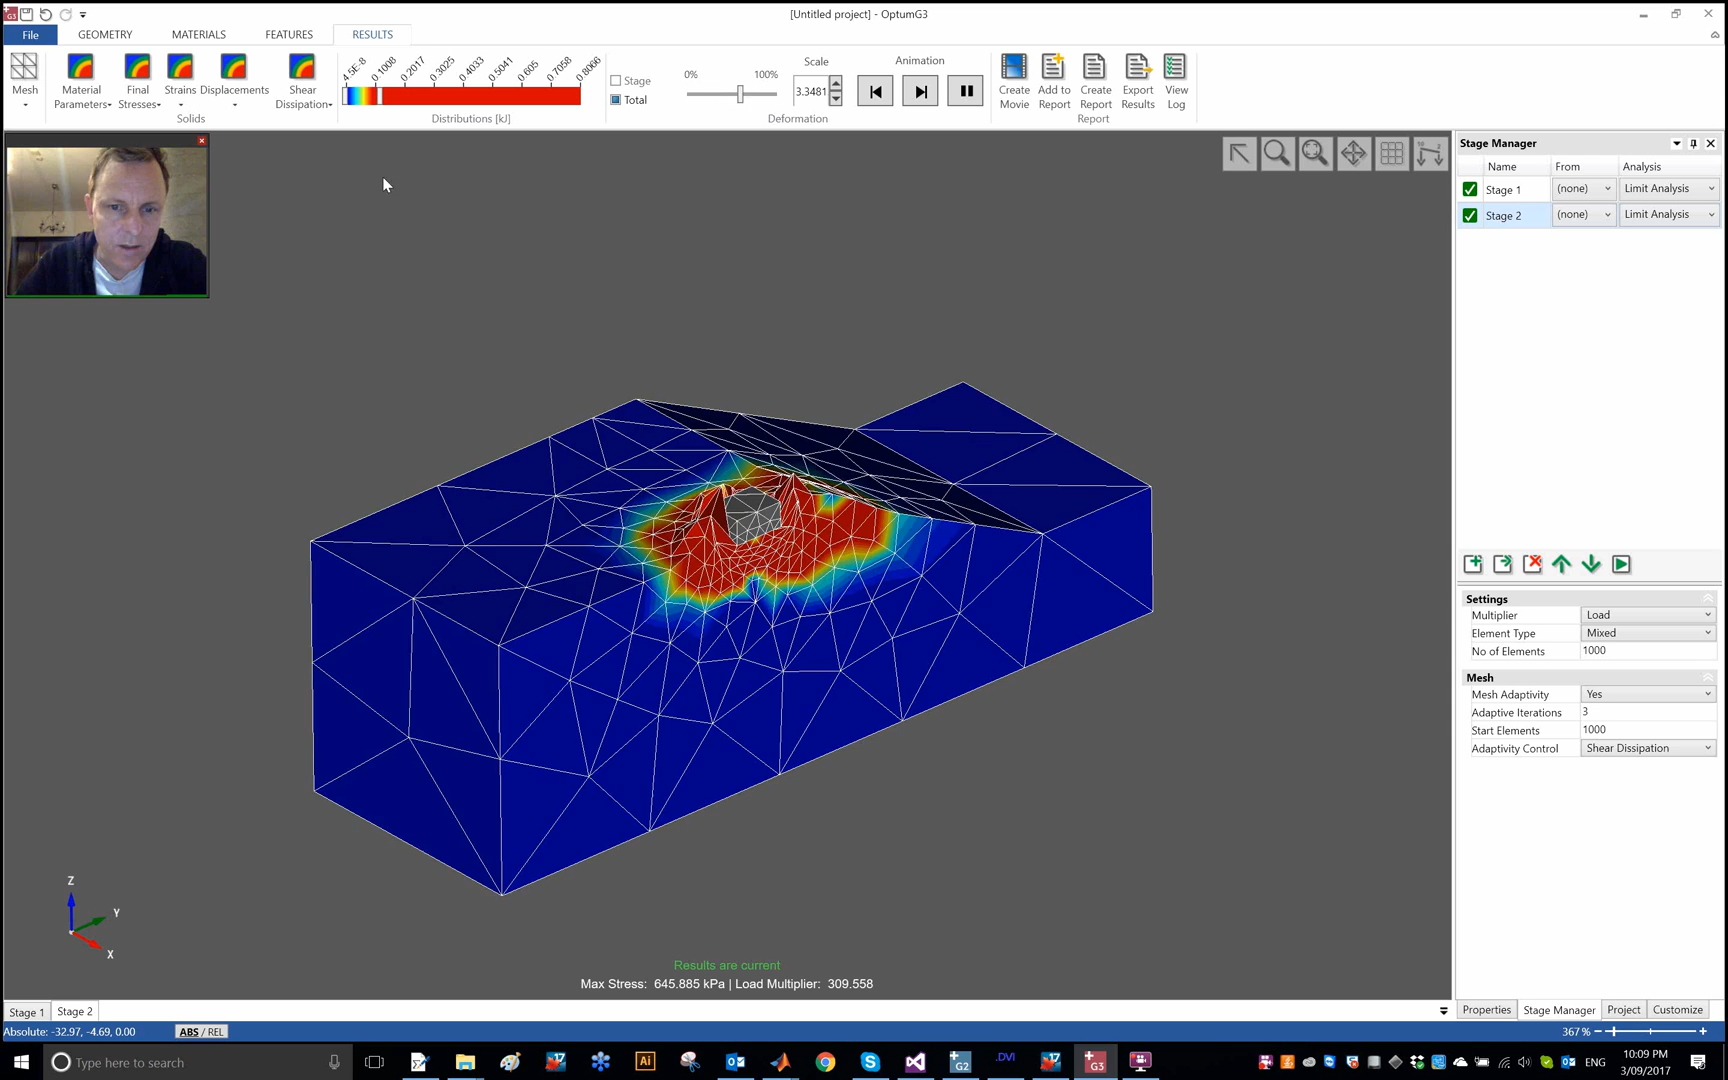 [Untitled project] - OptumG3
File
GEOMETRY
MATERIALS
FEATURES
RESULTS
Mesh
Material Parameters
Final Stresses
Strains
Displacements
Shear Dissipation
Solids
4.5E-8 0.1008 0.2017 0.3025 0.4033 0.5041 0.605 0.7058 0.8066
Distributions [kJ]
Stage
Total
0% 100%
Scale
3.3481
Animation
Deformation
Create Movie
Add to Report
Create Report
Export Results
View Log
Report
Stage Manager
Name From Analysis
Stage 1 (none) Limit Analysis
Stage 2 (none) Limit Analysis
Settings
Multiplier Load
Element Type Mixed
No of Elements 1000
Mesh
Mesh Adaptivity Yes
Adaptive Iterations 3
Start Elements 1000
Adaptivity Control Shear Dissipation
Z
Y
X
Results are current
Max Stress: 645.885 kPa | Load Multiplier: 309.558
Stage 1 Stage 2
Properties Stage Manager Project Customize
Absolute: -32.97, -4.69, 0.00 ABS / REL
367 %
Type here to search
Ai
17
G2
.DVI
17
G3
ENG
10:09 PM
3/09/2017